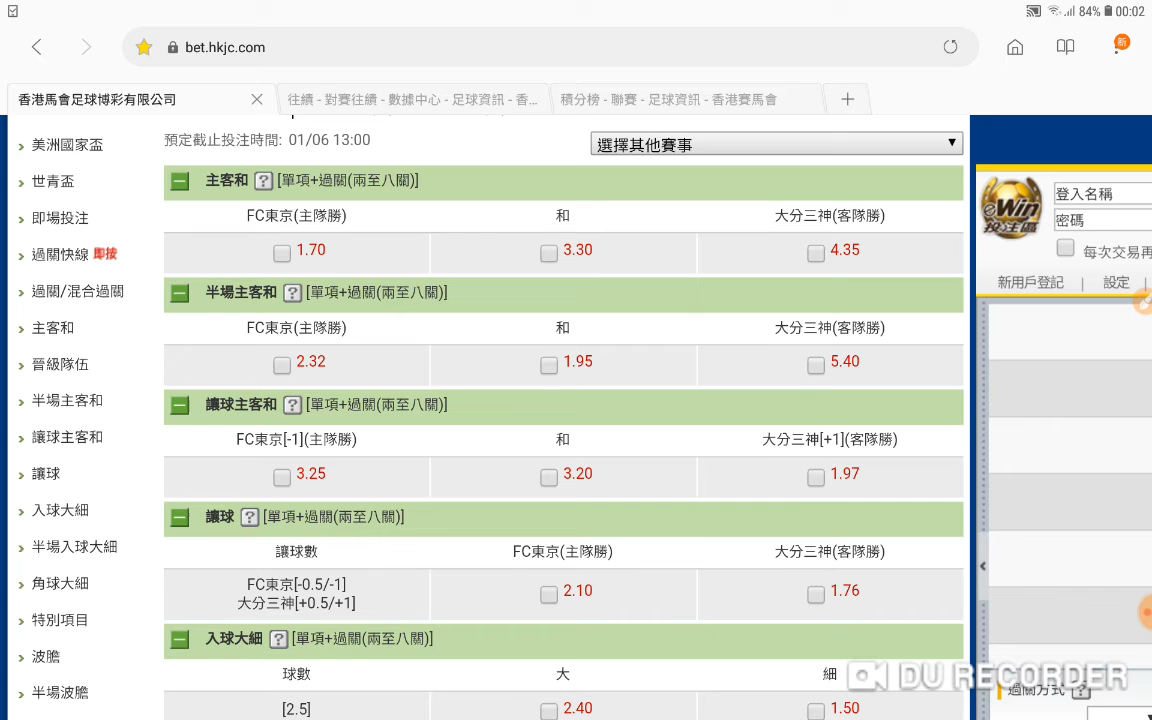 84% 00:02
bet.hkjc.com
新
香港馬會足球博彩有限公司
往績 - 對賽往績 - 數據中心 - 足球資訊 - 香...
積分榜 - 聯賽 - 足球資訊 - 香港賽馬會
美洲國家盃
世青盃
即場投注
過關快線 即按
過關/混合過關
主客和
晉級隊伍
半場主客和
讓球主客和
讓球
入球大細
半場入球大細
角球大細
特別項目
波膽
半場波膽
預定截止投注時間: 01/06 13:00
選擇其他賽事
主客和 ? [單項+過關(兩至八關)]
FC東京(主隊勝) 和 大分三神(客隊勝)
1.70 3.30 4.35
半場主客和 ? [單項+過關(兩至八關)]
FC東京(主隊勝) 和 大分三神(客隊勝)
2.32 1.95 5.40
讓球主客和 ? [單項+過關(兩至八關)]
FC東京[-1](主隊勝) 和 大分三神[+1](客隊勝)
3.25 3.20 1.97
讓球 ? [單項+過關(兩至八關)]
讓球數 FC東京(主隊勝) 大分三神(客隊勝)
FC東京[-0.5/-1]
大分三神[+0.5/+1]
2.10 1.76
入球大細 ? [單項+過關(兩至八關)]
球數 大 細
[2.5] 2.40 1.50
eWin
投注區
登入名稱
密碼
每次交易再
新用戶登記 | 設定 |
過關方式 ?
DU RECORDER